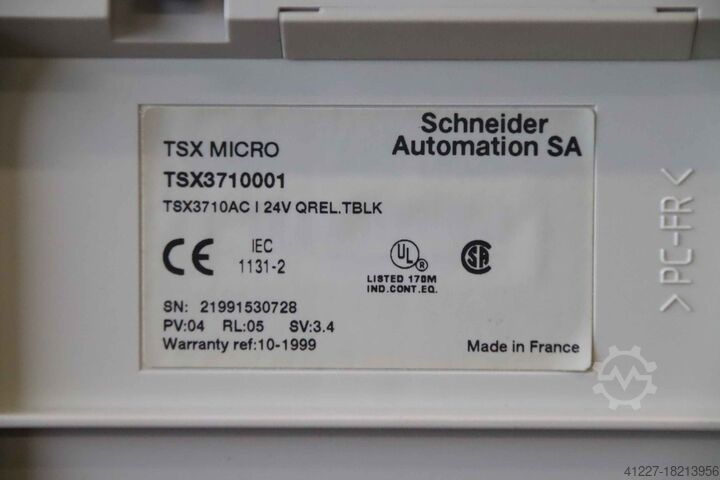 Schneider
Automation SA
TSX MICRO
TSX3710001
TSX3710AC I 24V QREL.TBLK
CE
IEC
1131-2
UL
®
LISTED 170M
IND.CONT.EQ.
SA
SN: 21991530728
PV:04 RL:05 SV:3.4
Warranty ref:10-1999
Made in France
>PC-FR<
41227-18213956